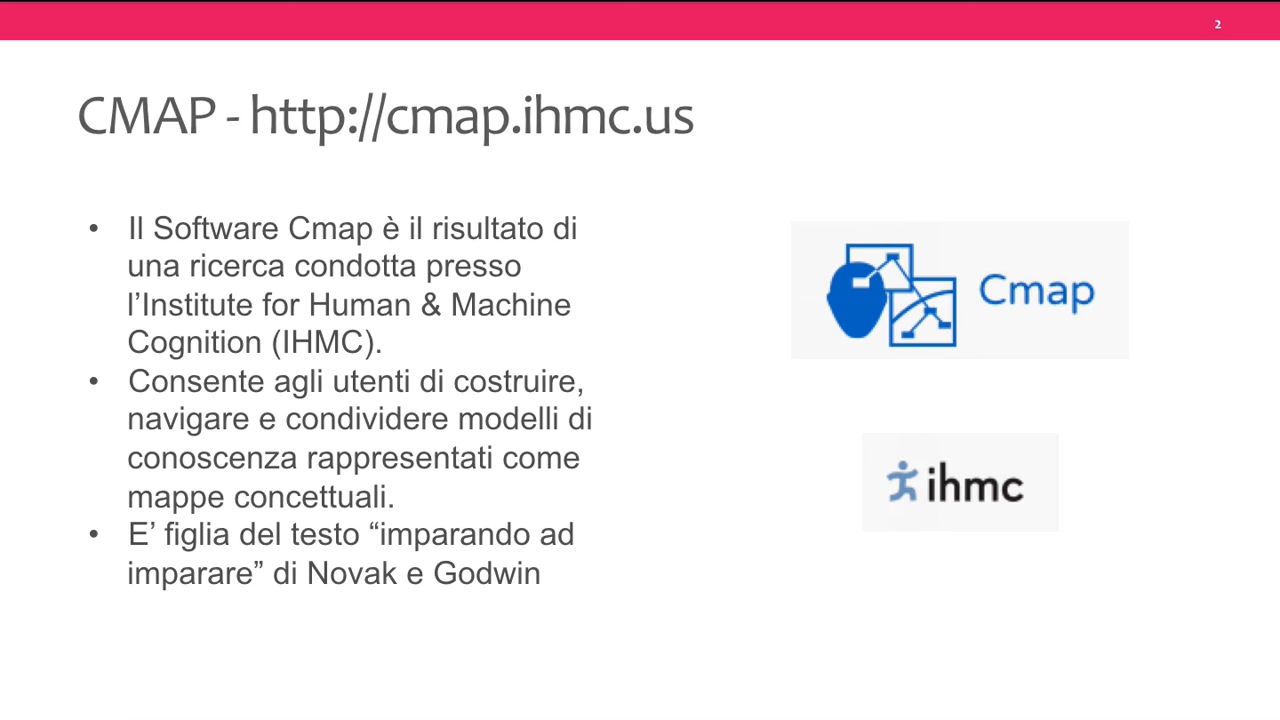 2
CMAP - http://cmap.ihmc.us
• Il Software Cmap è il risultato di
una ricerca condotta presso
l’Institute for Human & Machine
Cognition (IHMC).
• Consente agli utenti di costruire,
navigare e condividere modelli di
conoscenza rappresentati come
mappe concettuali.
• E’ figlia del testo “imparando ad
imparare” di Novak e Godwin
Cmap
ihmc